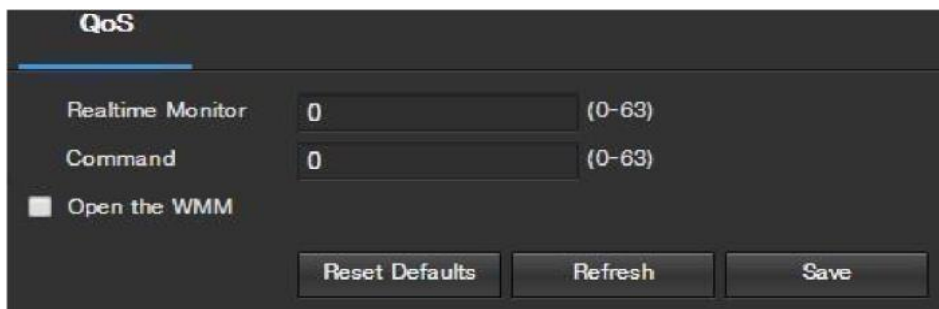 QoS
Realtime Monitor 0 (0-63)
Command 0 (0-63)
Open the WMM
Reset Defaults Refresh Save